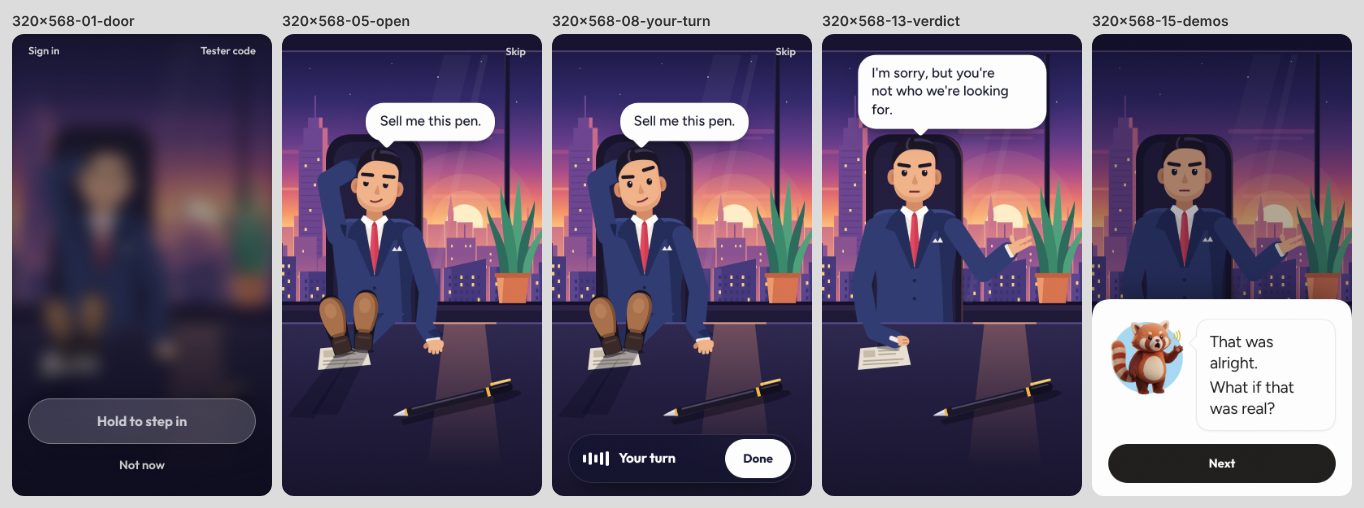 320×568-01-door
Sign in
Tester code
Hold to step in
Not now
320×568-05-open
Skip
Sell me this pen.
320×568-08-your-turn
Skip
Sell me this pen.
Your turn
Done
320×568-13-verdict
I'm sorry, but you're
not who we're looking
for.
320×568-15-demos
That was
alright.
What if that
was real?
Next